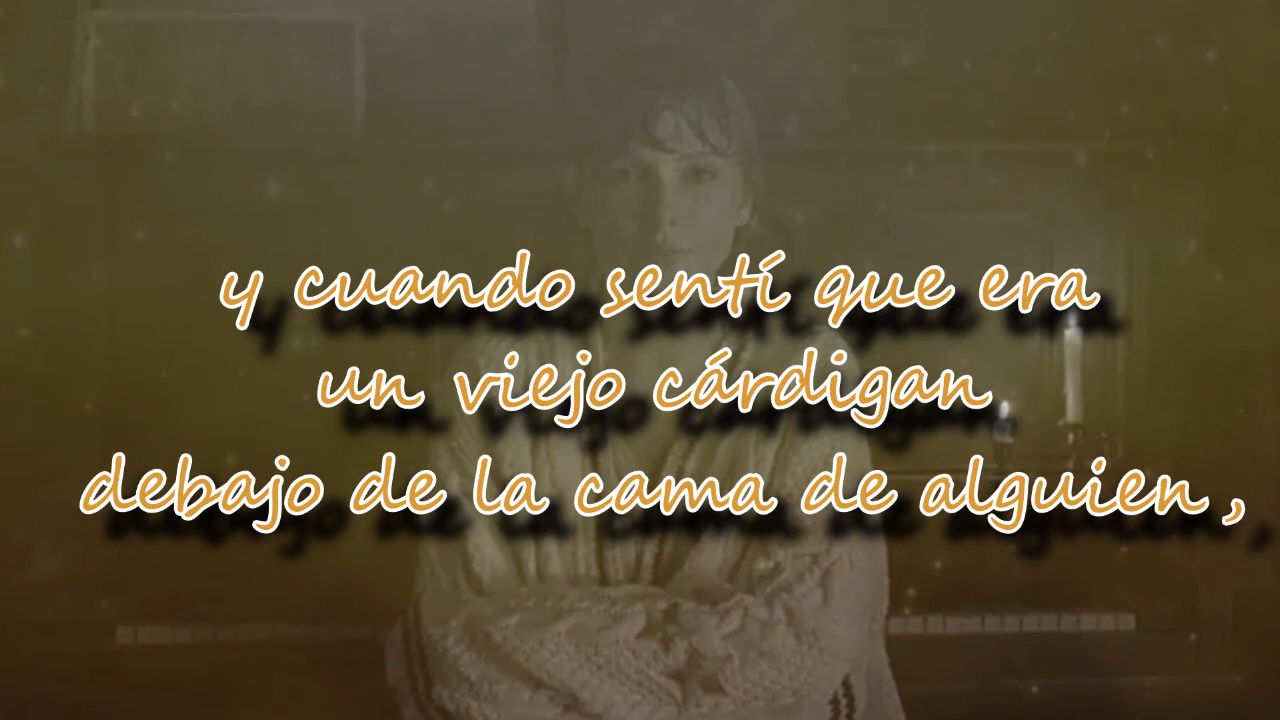 y cuando sentí que era
un viejo cárdigan
debajo de la cama de alguien,